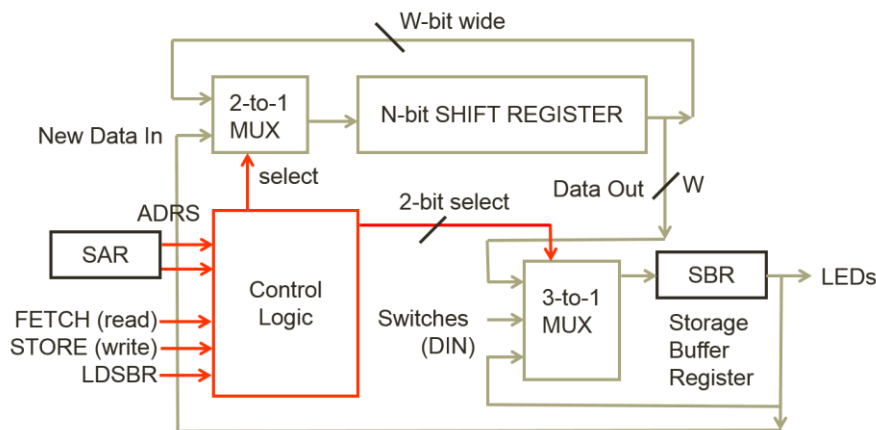 W-bit wide
2-to-1
MUX
N-bit SHIFT REGISTER
New Data In
select
Data Out
W
ADRS
2-bit select
SAR
Control
Logic
3-to-1
MUX
SBR
LEDs
FETCH (read)
STORE (write)
LDSBR
Switches
(DIN)
Storage
Buffer
Register